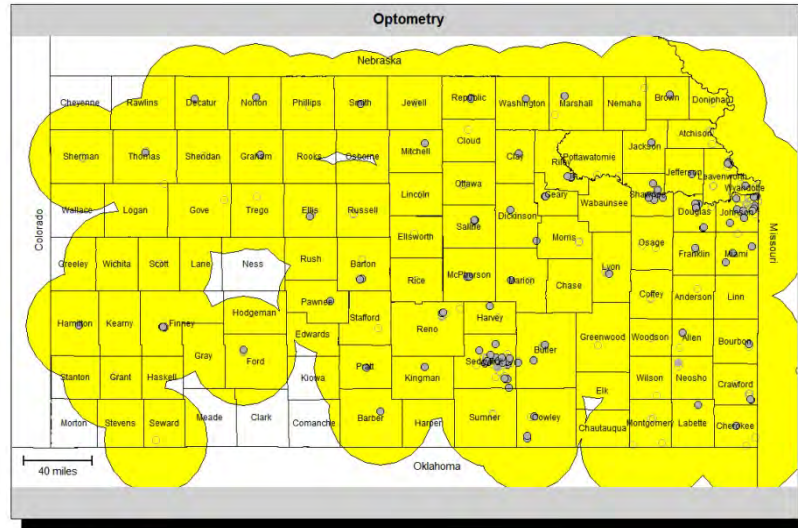 Optometry
Nebraska
Cheyenne Rawlins Decatur Norton Phillips Smith Jewell Republic Washington Marshall Nemaha Brown Doniphan
Atchison
Sherman Thomas Sheridan Graham Rooks Osborne Mitchell Cloud Clay Riley Pottawatomie Jackson Jefferson Leavenworth
Wyandotte
Wallace Logan Gove Trego Ellis Russell Lincoln Ottawa Dickinson Geary Wabaunsee Shawnee Douglas Johnson
Colorado
Missouri
Ellsworth Saline Morris Osage Franklin Miami
Greeley Wichita Scott Lane Ness Rush Barton Rice McPherson Marion Chase Lyon Coffey Anderson Linn
Hamilton Kearny Finney Hodgeman Pawnee Stafford Reno Harvey
Gray Ford Edwards Sedgwick Butler Greenwood Woodson Allen Bourbon
Stanton Grant Haskell Kiowa Pratt Kingman Elk Wilson Neosho Crawford
Morton Stevens Seward Meade Clark Comanche Barber Harper Sumner Cowley Chautauqua Montgomery Labette Cherokee
40 miles
Oklahoma